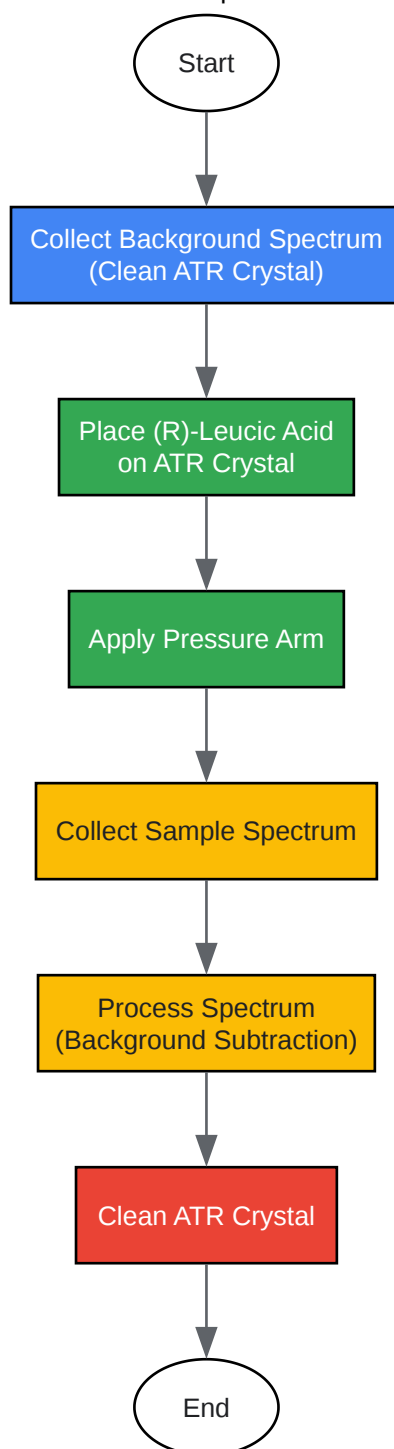 Start
Collect Background Spectrum
(Clean ATR Crystal)
Place (R)-Leucic Acid
on ATR Crystal
Apply Pressure Arm
Collect Sample Spectrum
Process Spectrum
(Background Subtraction)
Clean ATR Crystal
End